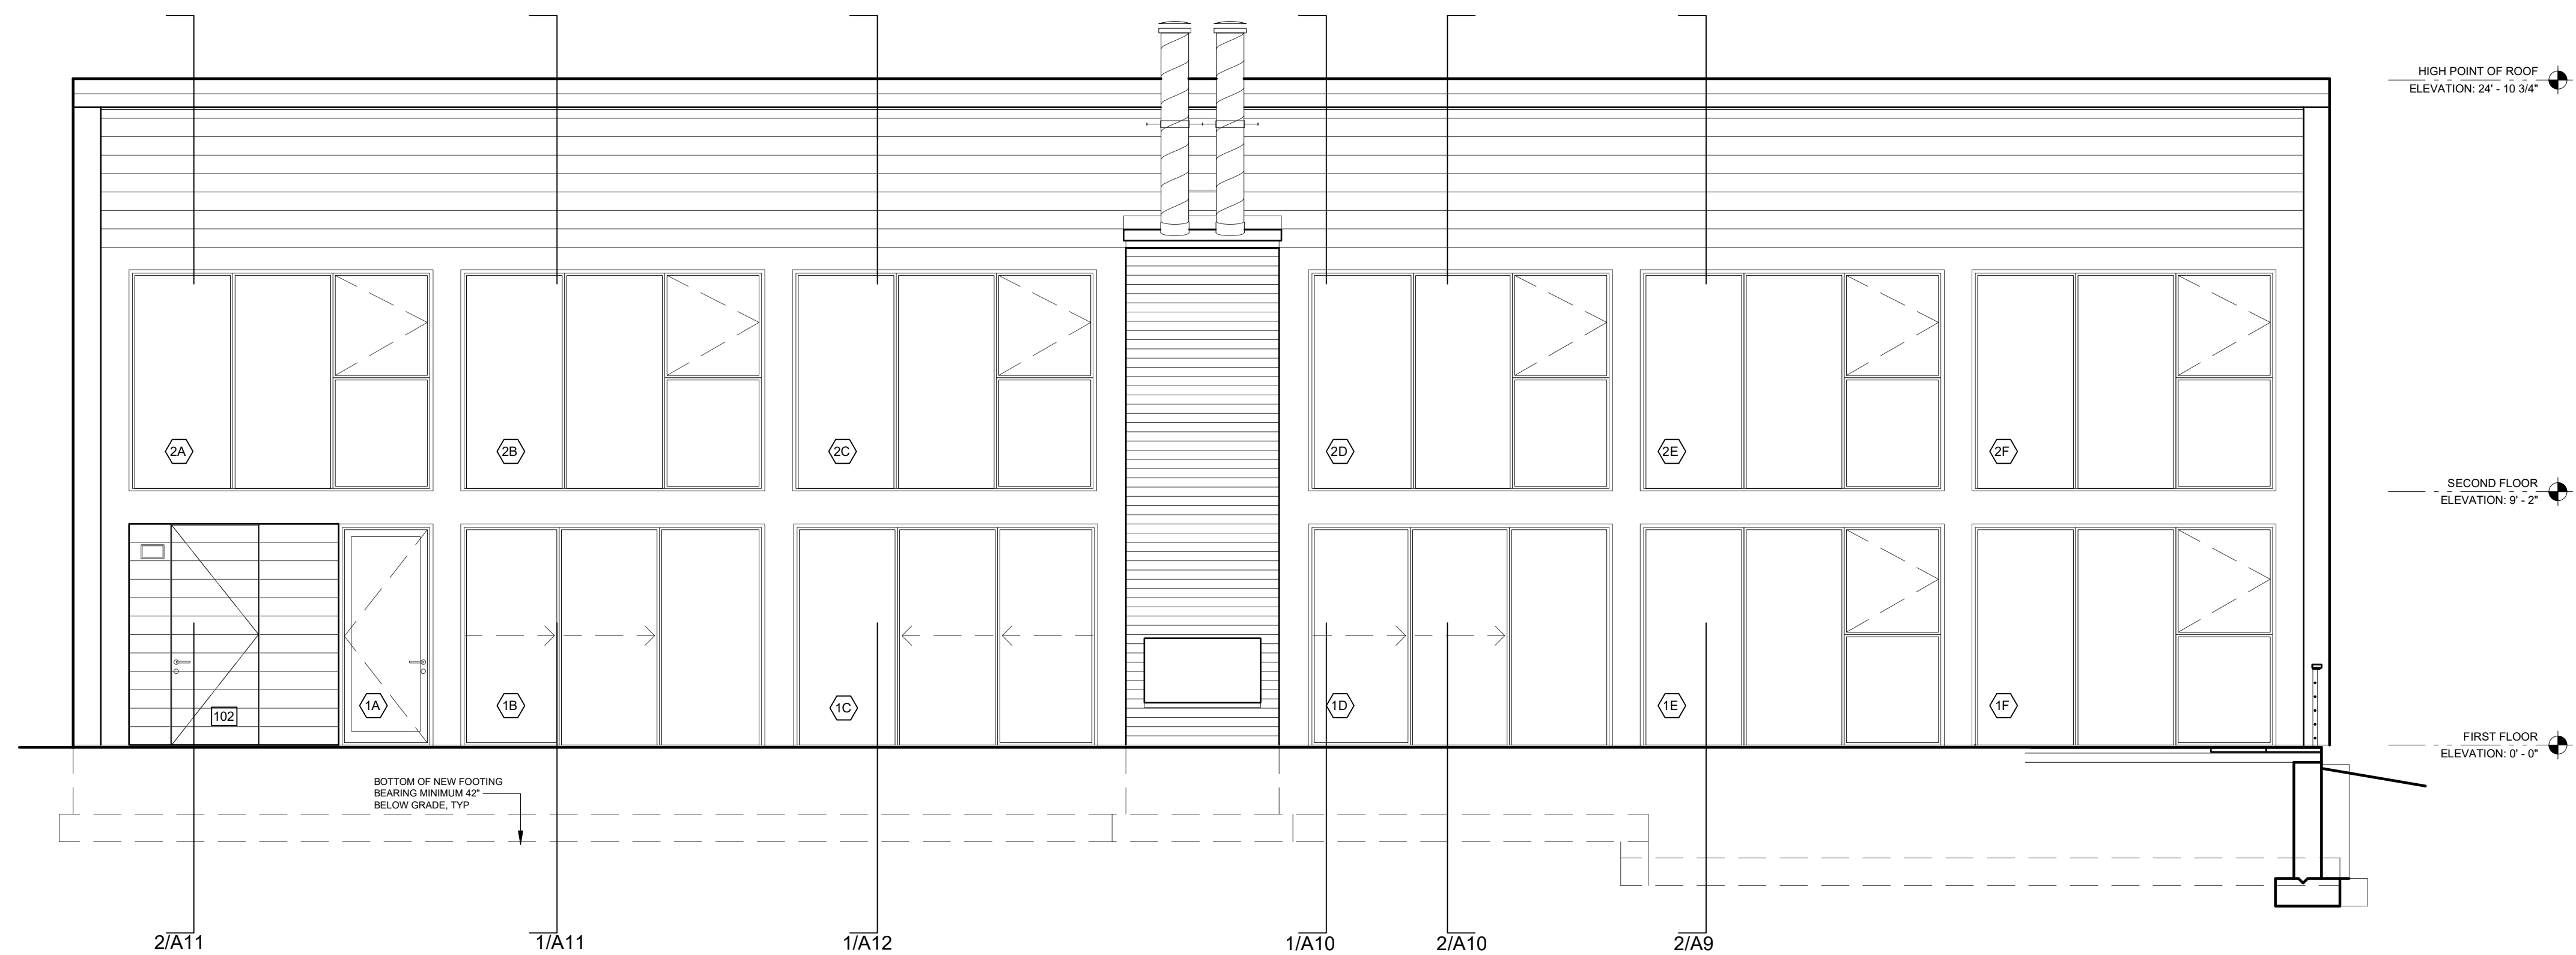 HIGH POINT OF ROOF
ELEVATION: 24' - 10 3/4"
2A
2B
2C
2D
2E
2F
SECOND FLOOR
ELEVATION: 9' - 2"
102
1A
1B
1C
1D
1E
1F
FIRST FLOOR
ELEVATION: 0' - 0"
BOTTOM OF NEW FOOTING
BEARING MINIMUM 42"
BELOW GRADE, TYP
2/A11
1/A11
1/A12
1/A10
2/A10
2/A9